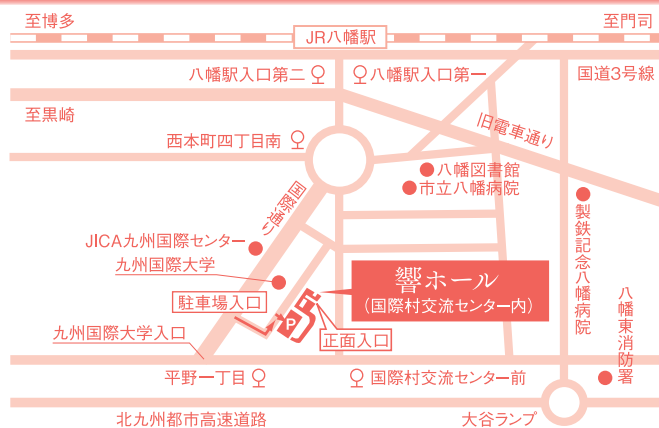 至博多
至門司
JR八幡駅
八幡駅入口第二
八幡駅入口第一
国道3号線
至黒崎
旧電車通り
西本町四丁目南
八幡図書館
市立八幡病院
国際通り
製鉄記念八幡病院
JICA九州国際センター
九州国際大学
響ホール
(国際村交流センター内)
駐車場入口
P
正面入口
八幡東消防署
九州国際大学入口
平野一丁目
国際村交流センター前
北九州都市高速道路
大谷ランプ